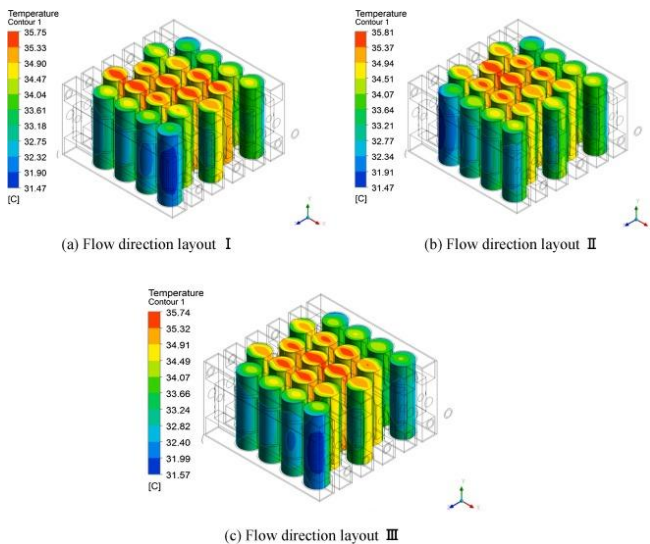 Temperature
Contour 1
35.75
35.33
34.90
34.47
34.04
33.61
33.18
32.75
32.32
31.90
31.47
[C]
(a) Flow direction layout Ⅰ
Temperature
Contour 1
35.81
35.37
34.94
34.51
34.07
33.64
33.21
32.77
32.34
31.91
31.47
[C]
(b) Flow direction layout Ⅱ
Temperature
Contour 1
35.74
35.32
34.91
34.49
34.07
33.66
33.24
32.82
32.40
31.99
31.57
[C]
(c) Flow direction layout Ⅲ